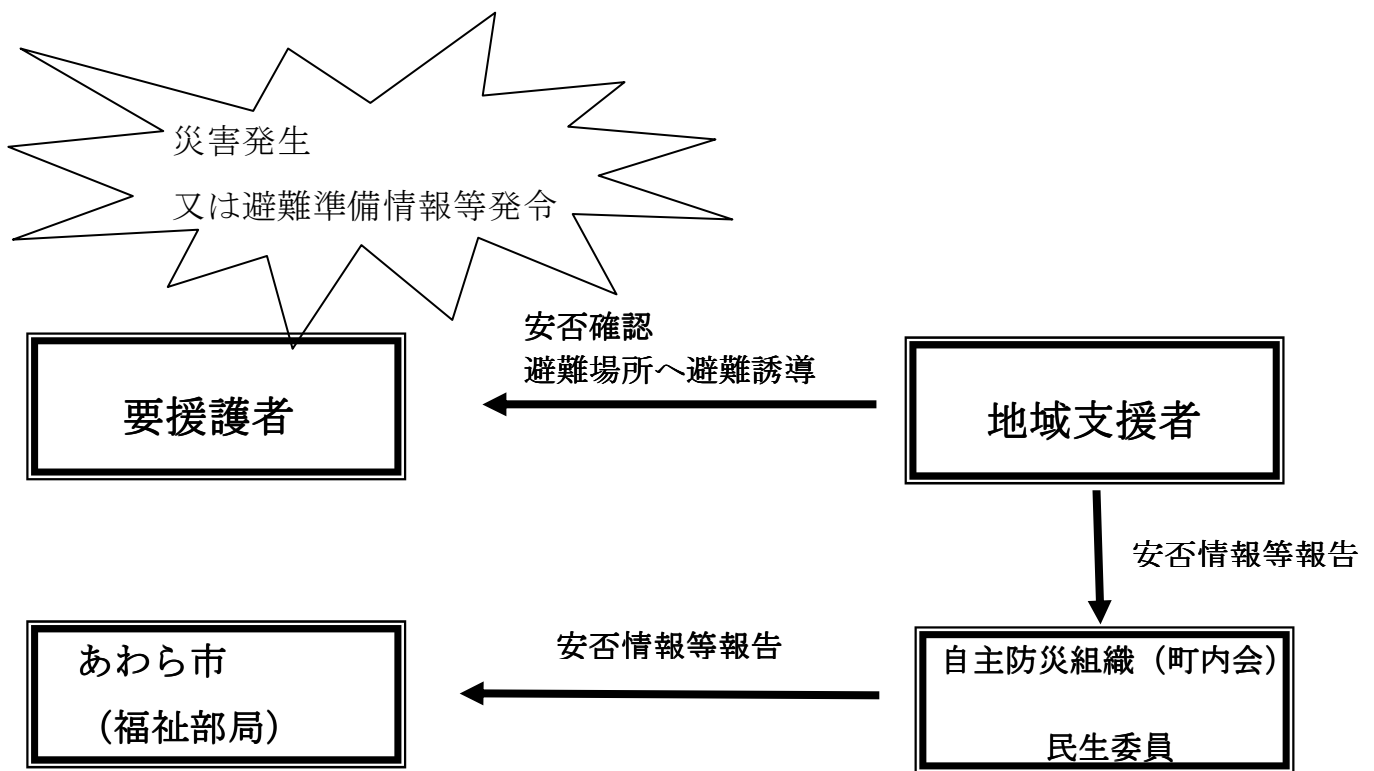 災害発生
又は避難準備情報等発令
安否確認
避難場所へ避難誘導
要援護者
地域支援者
安否情報等報告
あわら市
（福祉部局）
安否情報等報告
自主防災組織（町内会）
民生委員